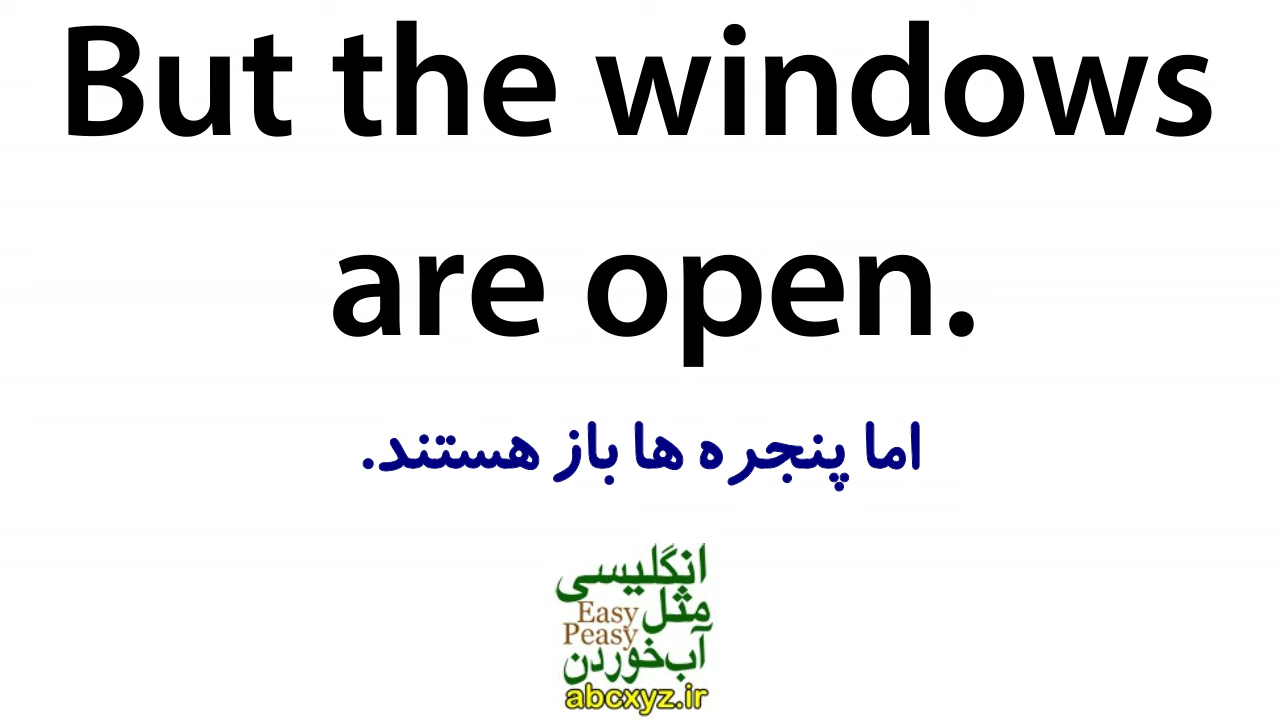 But the windows
are open.
اما پنجره ها باز هستند.
انگلیسی
مثل
Easy
Peasy
آب‌خوردن
abcxyz.ir